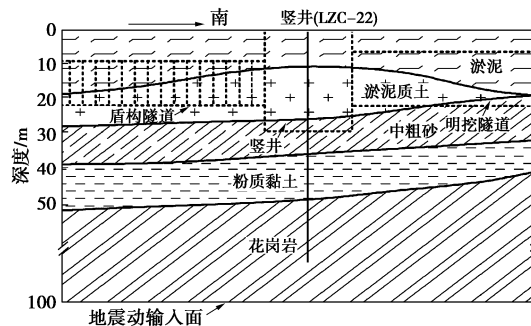 南
竖井(LZC-22)
0
10
20
30
40
50
100
深度/m
淤泥
淤泥质土
盾构隧道
竖井
中粗砂
明挖隧道
粉质黏土
花岗岩
地震动输入面